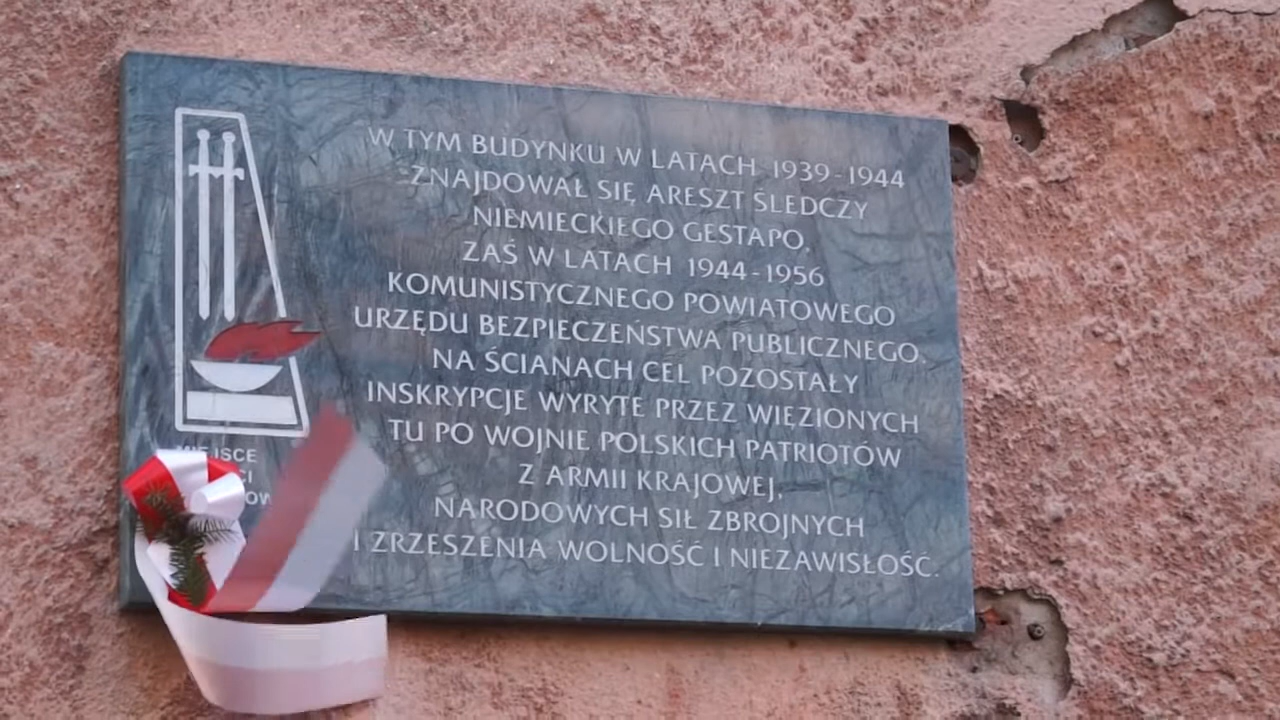 W TYM BUDYNKU W LATACH 1939-1944
ZNAJDOWAŁ SIĘ ARESZT ŚLEDCZY
NIEMIECKIEGO GESTAPO,
ZAŚ W LATACH 1944-1956
KOMUNISTYCZNEGO POWIATOWEGO
URZĘDU BEZPIECZEŃSTWA PUBLICZNEGO.
NA ŚCIANACH CEL POZOSTAŁY
INSKRYPCJE WYRYTE PRZEZ WIĘZIONYCH
TU PO WOJNIE POLSKICH PATRIOTÓW
Z ARMII KRAJOWEJ,
NARODOWYCH SIŁ ZBROJNYCH
I ZRZESZENIA WOLNOŚĆ I NIEZAWISŁOŚĆ.
MIEJSCE